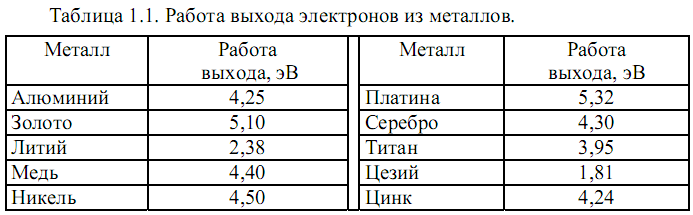 Таблица 1.1. Работа выхода электронов из металлов.
Металл Работа выхода, эВ Металл Работа выхода, эВ
Алюминий 4,25 Платина 5,32
Золото 5,10 Серебро 4,30
Литий 2,38 Титан 3,95
Медь 4,40 Цезий 1,81
Никель 4,50 Цинк 4,24